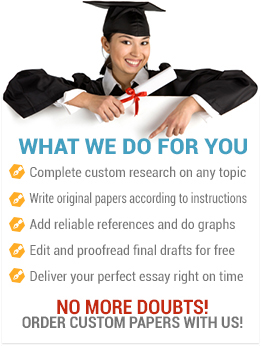 WHAT WE DO FOR YOU
Complete custom research on any topic
Write original papers according to instructions
Add reliable references and do graphs
Edit and proofread final drafts for free
Deliver your perfect essay right on time
NO MORE DOUBTS!
ORDER CUSTOM PAPERS WITH US!